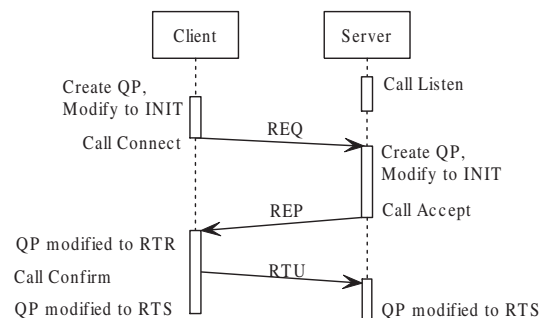 Client
Server
Call Listen
Create QP,
Modify to INIT
Call Connect
REQ
Create QP,
Modify to INIT
REP
Call Accept
QP modified to RTR
Call Confirm
RTU
QP modified to RTS
QP modified to RTS